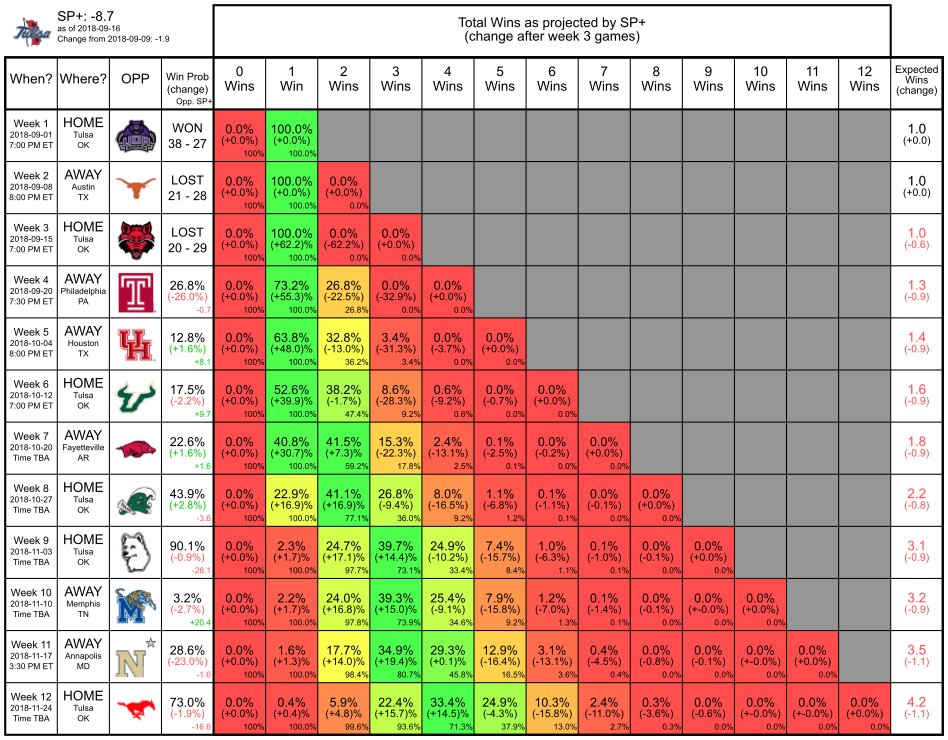 SP+: -8.7
as of 2018-09-16
Change from 2018-09-09: -1.9
Tulsa
Total Wins as projected by SP+
(change after week 3 games)
When? Where? OPP Win Prob (change) Opp. SP+ 0 Wins 1 Wins 2 Wins 3 Wins 4 Wins 5 Wins 6 Wins 7 Wins 8 Wins 9 Wins 10 Wins 11 Wins 12 Wins Expected Wins (change)
Week 1 HOME WON 0.0% 100.0% 1.0
2018-09-01 Tulsa 38 - 27 (+0.0%) (+0.0%) (+0.0)
7:00 PM ET OK 100% 100.0%
Week 2 AWAY LOST 0.0% 100.0% 0.0% 1.0
2018-09-08 Austin 21 - 28 (+0.0%) (+0.0%) (+0.0%) (+0.0)
8:00 PM ET TX 100% 100.0% 0.0%
Week 3 HOME LOST 0.0% 100.0% 0.0% 0.0% 1.0
2018-09-15 Tulsa 20 - 29 (+0.0%) (+62.2)% (-62.2%) (+0.0%) (-0.6)
7:00 PM ET OK 100% 100.0% 0.0% 0.0%
Week 4 AWAY T 26.8% 0.0% 73.2% 26.8% 0.0% 0.0% 1.3
2018-09-20 Philadelphia (-26.0%) (+0.0%) (+55.3)% (-22.5%) (-32.9%) (+0.0%) (-0.9)
7:30 PM ET PA -0.7 100% 100.0% 26.8% 0.0% 0.0%
Week 5 AWAY UH 12.8% 0.0% 63.8% 32.8% 3.4% 0.0% 0.0% 1.4
2018-10-04 Houston (+1.6%) (+0.0%) (+48.0)% (-13.0%) (-31.3%) (-3.7%) (+0.0%) (-0.9)
8:00 PM ET TX +8.1 100% 100.0% 36.2% 3.4% 0.0% 0.0%
Week 6 HOME 17.5% 0.0% 52.6% 38.2% 8.6% 0.6% 0.0% 0.0% 1.6
2018-10-12 Tulsa (-2.2%) (+0.0%) (+39.9)% (-1.7%) (-28.3%) (-9.2%) (-0.7%) (+0.0%) (-0.9)
7:00 PM ET OK +9.7 100% 100.0% 47.4% 9.2% 0.6% 0.0% 0.0%
Week 7 AWAY 22.6% 0.0% 40.8% 41.5% 15.3% 2.4% 0.1% 0.0% 0.0% 1.8
2018-10-20 Fayetteville (+1.6%) (+0.0%) (+30.7)% (+7.3)% (-22.3%) (-13.1%) (-2.5%) (-0.2%) (+0.0%) (-0.9)
Time TBA AR +1.6 100% 100.0% 59.2% 17.8% 2.5% 0.1% 0.0% 0.0%
Week 8 HOME 43.9% 0.0% 22.9% 41.1% 26.8% 8.0% 1.1% 0.1% 0.0% 0.0% 2.2
2018-10-27 Tulsa (+2.8%) (+0.0%) (+16.9)% (+16.9)% (-9.4%) (-16.5%) (-6.8%) (-1.1%) (-0.1%) (+0.0%) (-0.8)
Time TBA OK -3.6 100% 100.0% 77.1% 36.0% 9.2% 1.2% 0.1% 0.0% 0.0%
Week 9 HOME 90.1% 0.0% 2.3% 24.7% 39.7% 24.9% 7.4% 1.0% 0.1% 0.0% 0.0% 3.1
2018-11-03 Tulsa (-0.9%) (+0.0%) (+1.7)% (+17.1)% (+14.4)% (-10.2%) (-15.7%) (-6.3%) (-1.0%) (-0.1%) (+0.0%) (-0.9)
Time TBA OK -28.1 100% 100.0% 97.7% 73.1% 33.4% 8.4% 1.1% 0.1% 0.0% 0.0%
Week 10 AWAY M 3.2% 0.0% 2.2% 24.0% 39.3% 25.4% 7.9% 1.2% 0.1% 0.0% 0.0% 0.0% 3.2
2018-11-10 Memphis (-2.7%) (+0.0%) (+1.7)% (+16.8)% (+15.0)% (-9.1%) (-15.8%) (-7.0%) (-1.4%) (-0.1%) (+-0.0%) (+0.0%) (-0.9)
Time TBA TN +20.4 100% 100.0% 97.8% 73.9% 34.6% 9.2% 1.3% 0.1% 0.0% 0.0% 0.0%
Week 11 AWAY N 28.6% 0.0% 1.6% 17.7% 34.9% 29.3% 12.9% 3.1% 0.4% 0.0% 0.0% 0.0% 0.0% 3.5
2018-11-17 Annapolis (-23.0%) (+0.0%) (+1.3)% (+14.0)% (+19.4)% (+0.1)% (-16.4%) (-13.1%) (-4.5%) (-0.8%) (-0.1%) (+-0.0%) (+0.0%) (-1.1)
3:30 PM ET MD -1.6 100% 100.0% 98.4% 80.7% 45.8% 16.5% 3.6% 0.4% 0.0% 0.0% 0.0% 0.0%
Week 12 HOME 73.0% 0.0% 0.4% 5.9% 22.4% 33.4% 24.9% 10.3% 2.4% 0.3% 0.0% 0.0% 0.0% 0.0% 4.2
2018-11-24 Tulsa (-1.9%) (+0.0%) (+0.4)% (+4.8)% (+15.7)% (+14.5)% (-4.3%) (-15.8%) (-11.0%) (-3.6%) (-0.6%) (+-0.0%) (+-0.0%) (+0.0%) (-1.1)
Time TBA OK -16.6 100% 100.0% 99.6% 93.6% 71.3% 37.9% 13.0% 2.7% 0.3% 0.0% 0.0% 0.0% 0.0%